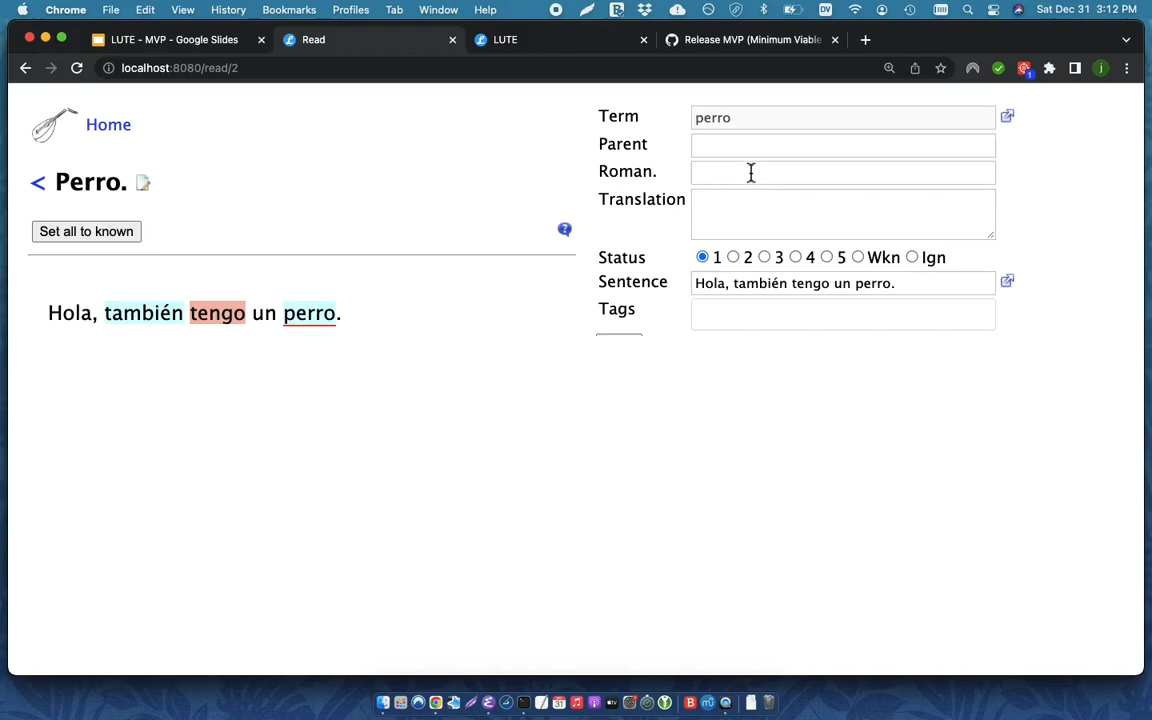 Chrome File Edit View History Bookmarks Profiles Tab Window Help DV Sat Dec 31 3:12 PM
LUTE - MVP - Google Slides Read LUTE Release MVP (Minimum Viable
localhost:8080/read/2 1 j
Home
< Perro.
Set all to known ?
Hola, también tengo un perro.
Term perro
Parent
Roman.
Translation
Status 1 2 3 4 5 Wkn Ign
Sentence Hola, también tengo un perro.
Tags